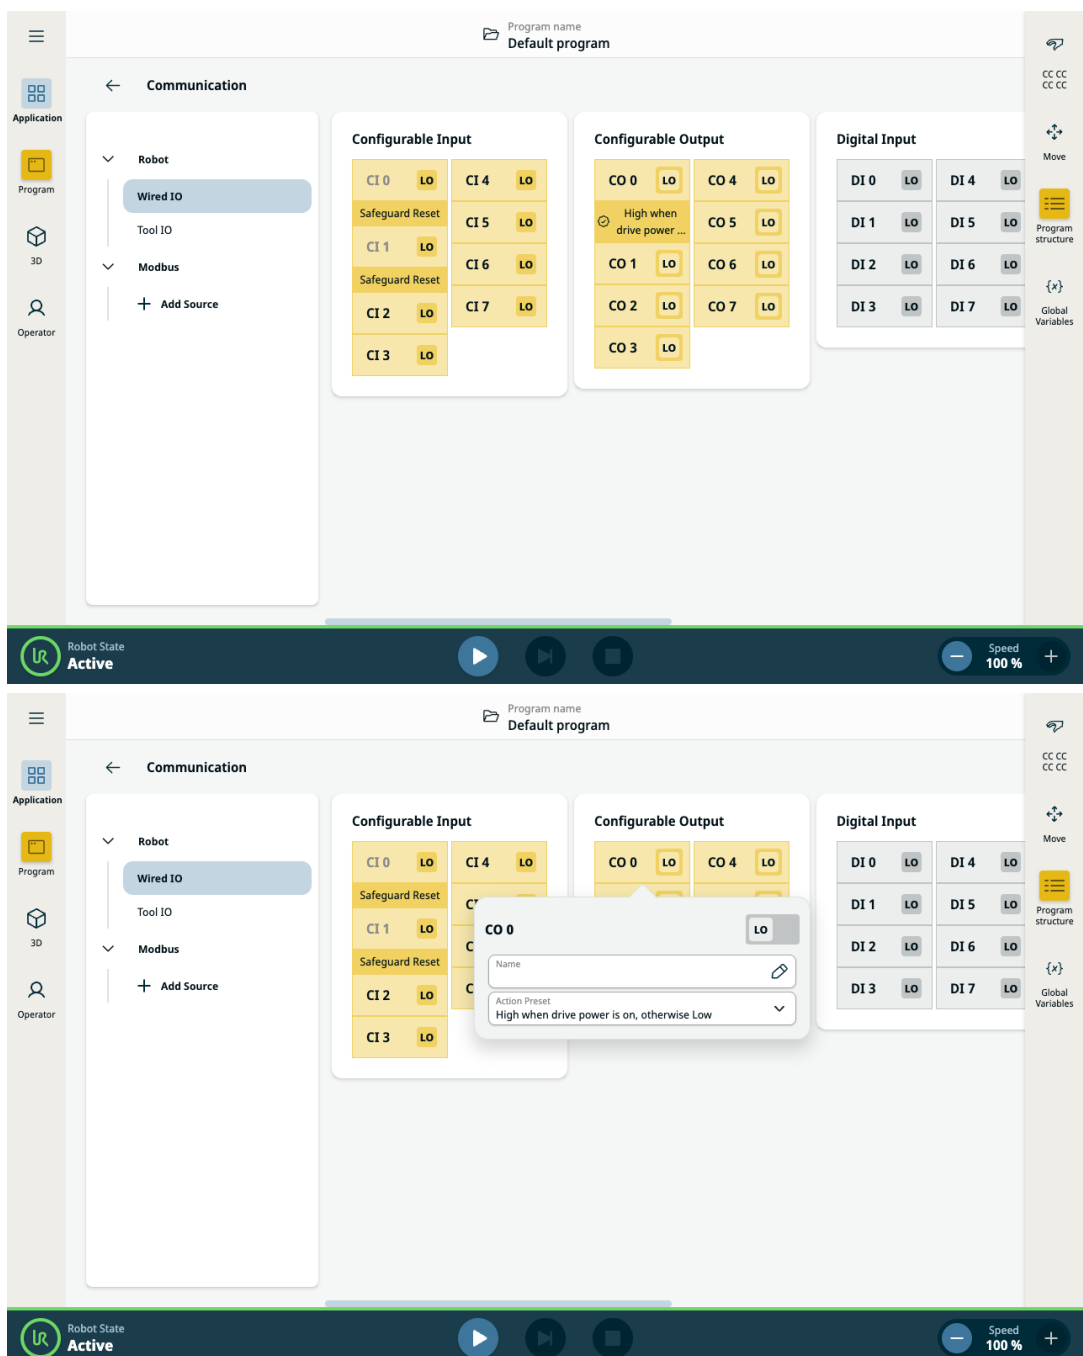 Program name
Default program
Application
Program
3D
Operator
Communication
Robot
Wired IO
Tool IO
Modbus
Add Source
Configurable Input
CI 0 LO
Safeguard Reset
CI 1 LO
Safeguard Reset
CI 2 LO
CI 3 LO
CI 4 LO
CI 5 LO
CI 6 LO
CI 7 LO
Configurable Output
CO 0 LO
High when
drive power ...
CO 1 LO
CO 2 LO
CO 3 LO
CO 4 LO
CO 5 LO
CO 6 LO
CO 7 LO
Digital Input
DI 0 LO
DI 1 LO
DI 2 LO
DI 3 LO
DI 4 LO
DI 5 LO
DI 6 LO
DI 7 LO
CC CC
CC CC
Move
Program
structure
{x}
Global
Variables
UR
Robot State
Active
Speed
100 %
Program name
Default program
Application
Program
3D
Operator
Communication
Robot
Wired IO
Tool IO
Modbus
Add Source
Configurable Input
CI 0 LO
Safeguard Reset
CI 1 LO
Safeguard Reset
CI 2 LO
CI 3 LO
CI 4 LO
Configurable Output
CO 0 LO
CO 4 LO
CO 0
LO
Name
Action Preset
High when drive power is on, otherwise Low
Digital Input
DI 0 LO
DI 1 LO
DI 2 LO
DI 3 LO
DI 4 LO
DI 5 LO
DI 6 LO
DI 7 LO
CC CC
CC CC
Move
Program
structure
{x}
Global
Variables
UR
Robot State
Active
Speed
100 %